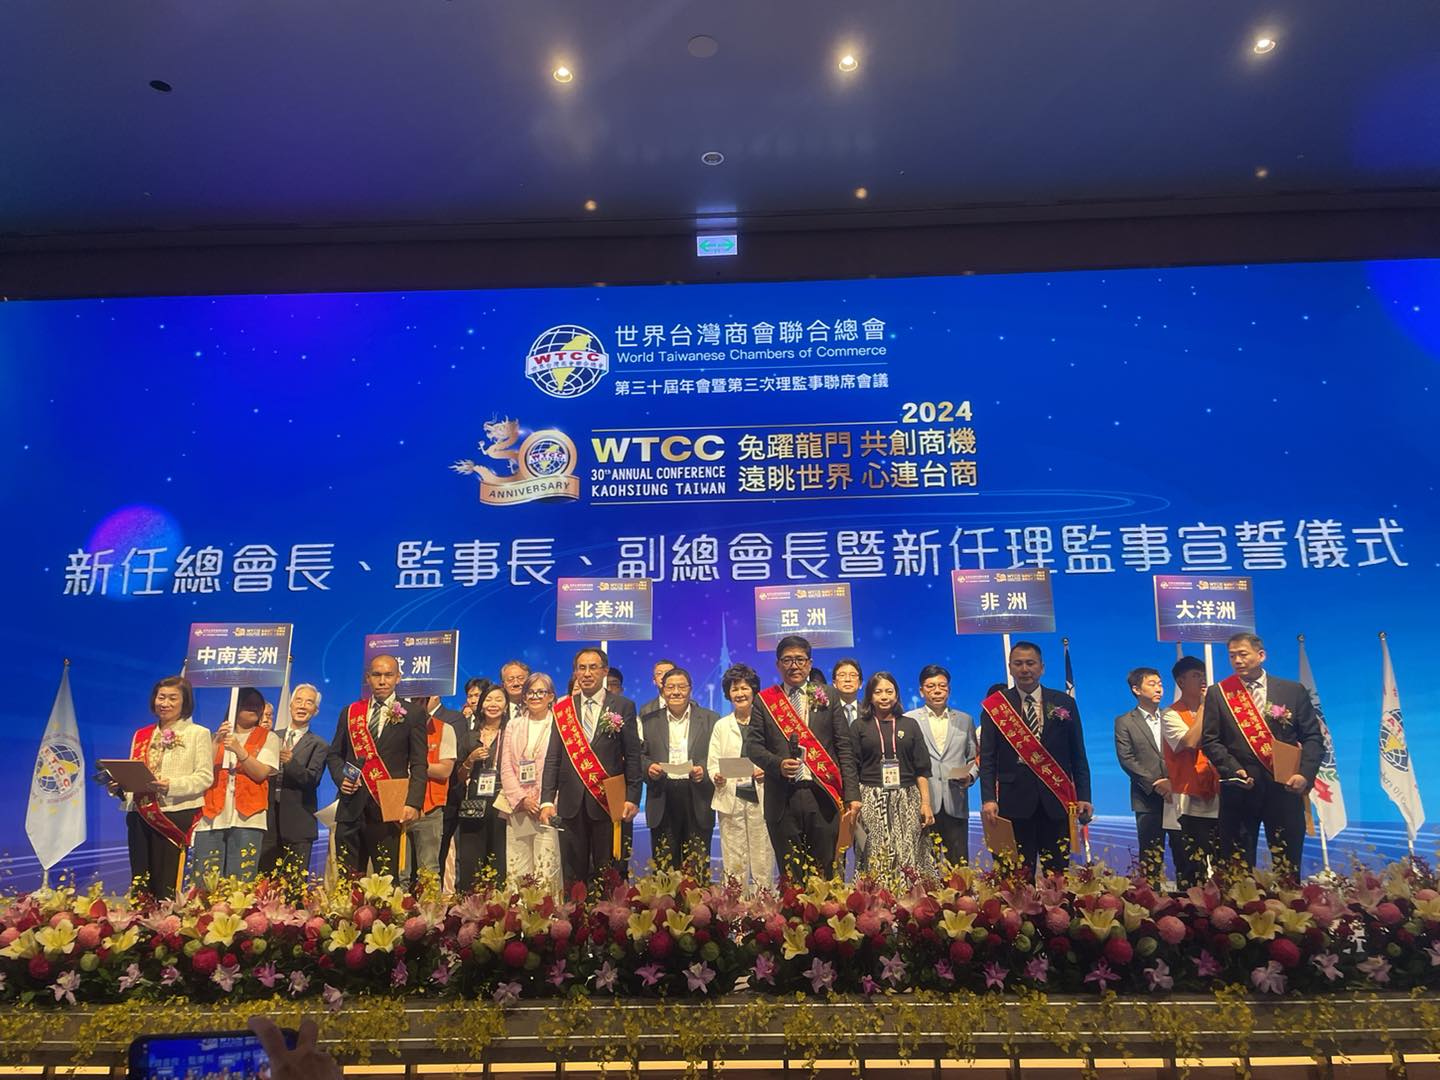 世界台灣商會聯合總會
World Taiwanese Chambers of Commerce
第三十屆年會暨第三次理監事聯席會議
WTCC
2024
30
ANNIVERSARY
WTCC
30th ANNUAL CONFERENCE
KAOHSIUNG TAIWAN
兔躍龍門 共創商機
遠眺世界 心連台商
新任總會長、監事長、副總會長暨新任理監事宣誓儀式
中南美洲
洲
北美洲
亞洲
非洲
大洋洲